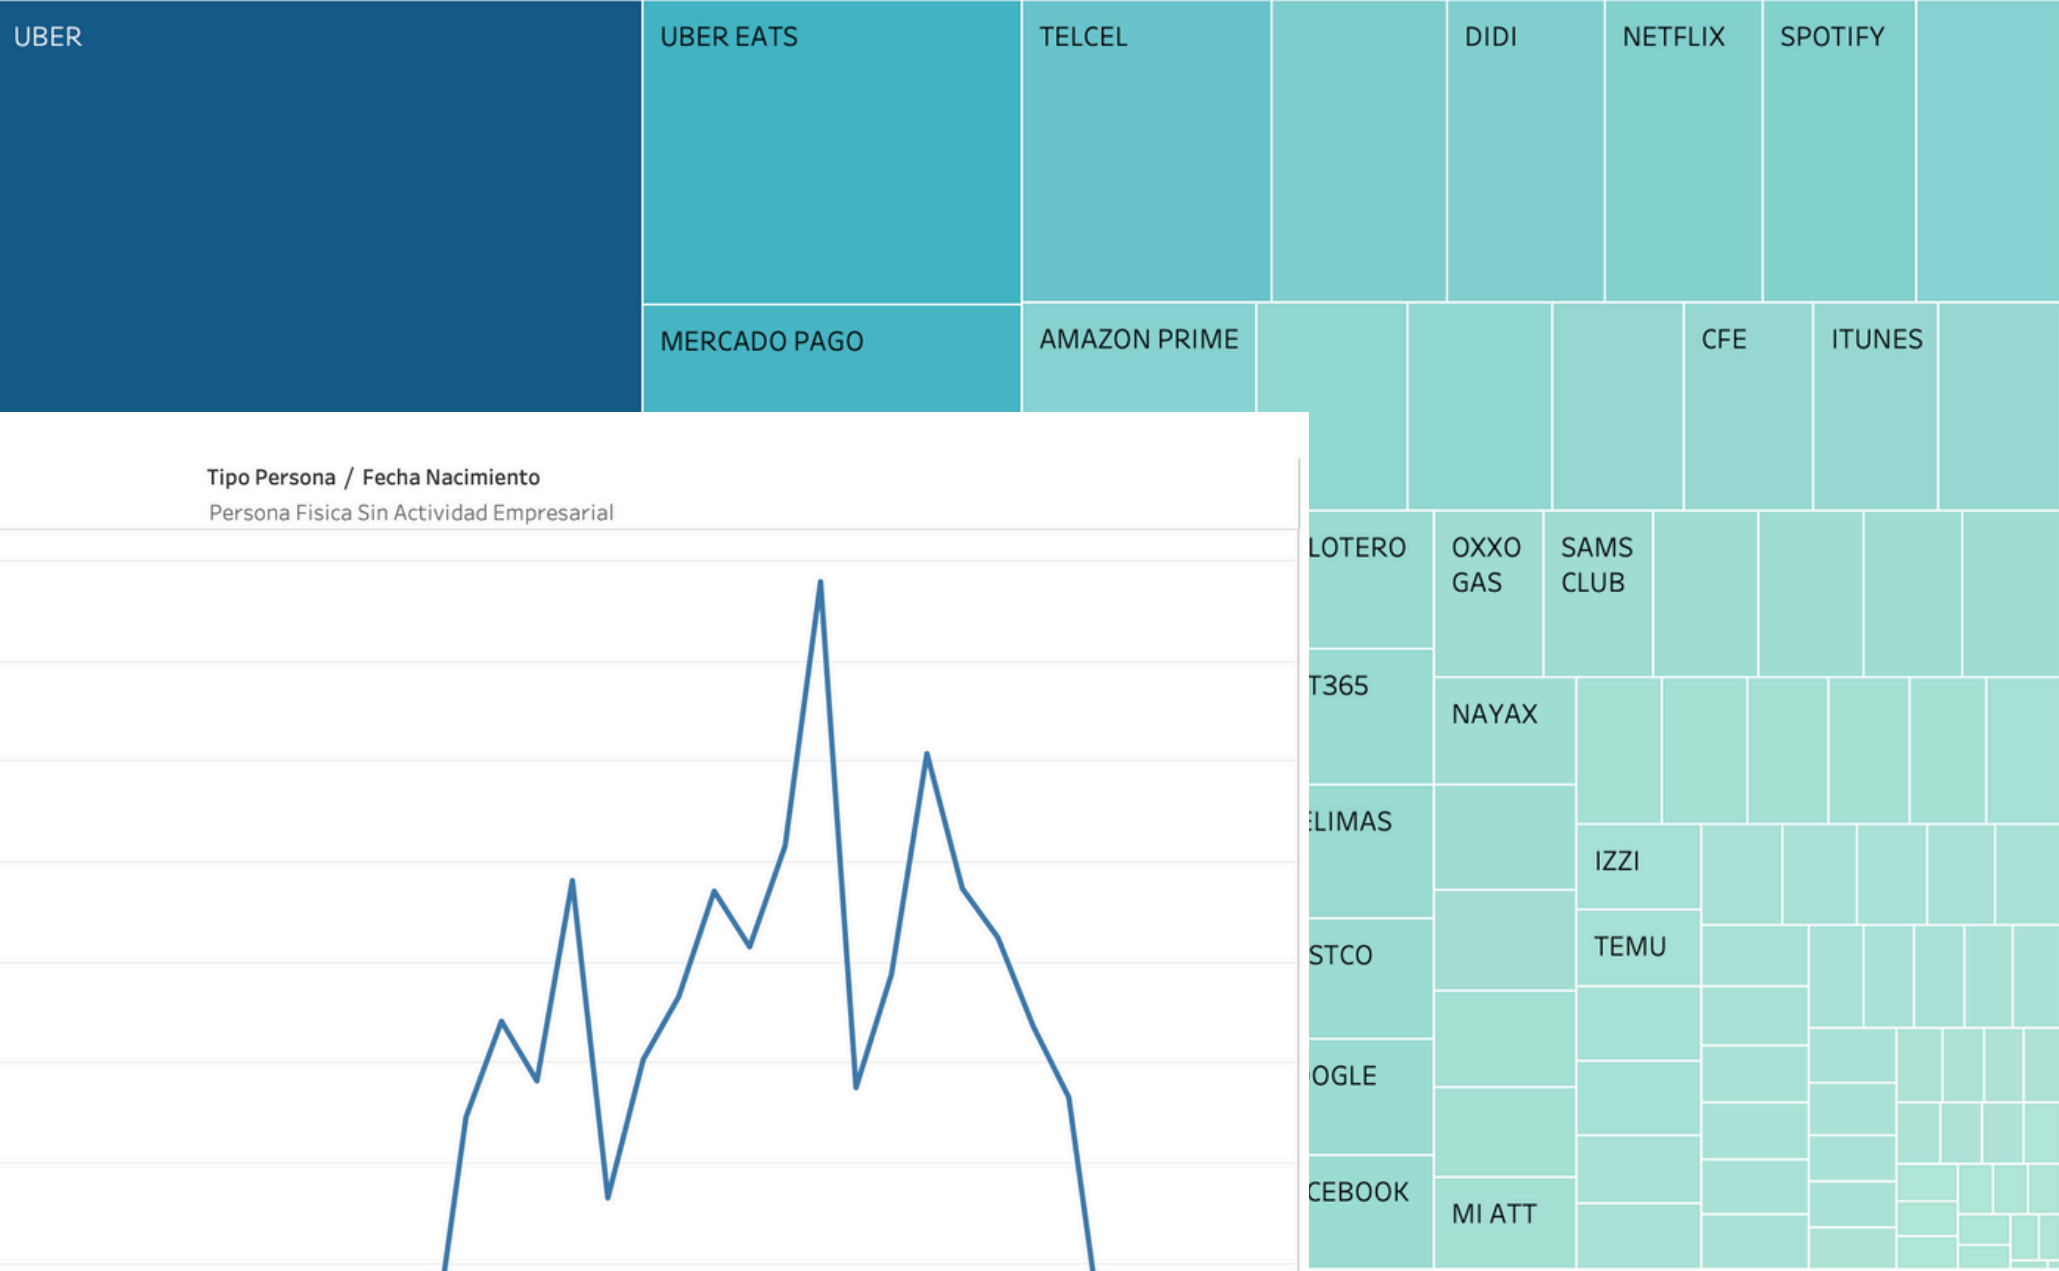 UBER
UBER EATS
TELCEL
DIDI
NETFLIX
SPOTIFY
MERCADO PAGO
AMAZON PRIME
CFE
ITUNES
Tipo Persona / Fecha Nacimiento
Persona Fisica Sin Actividad Empresarial
LOTERO
OXXO
GAS
SAMS
CLUB
T365
NAYAX
ELIMAS
IZZI
STCO
TEMU
OGLE
CEBOOK
MI ATT